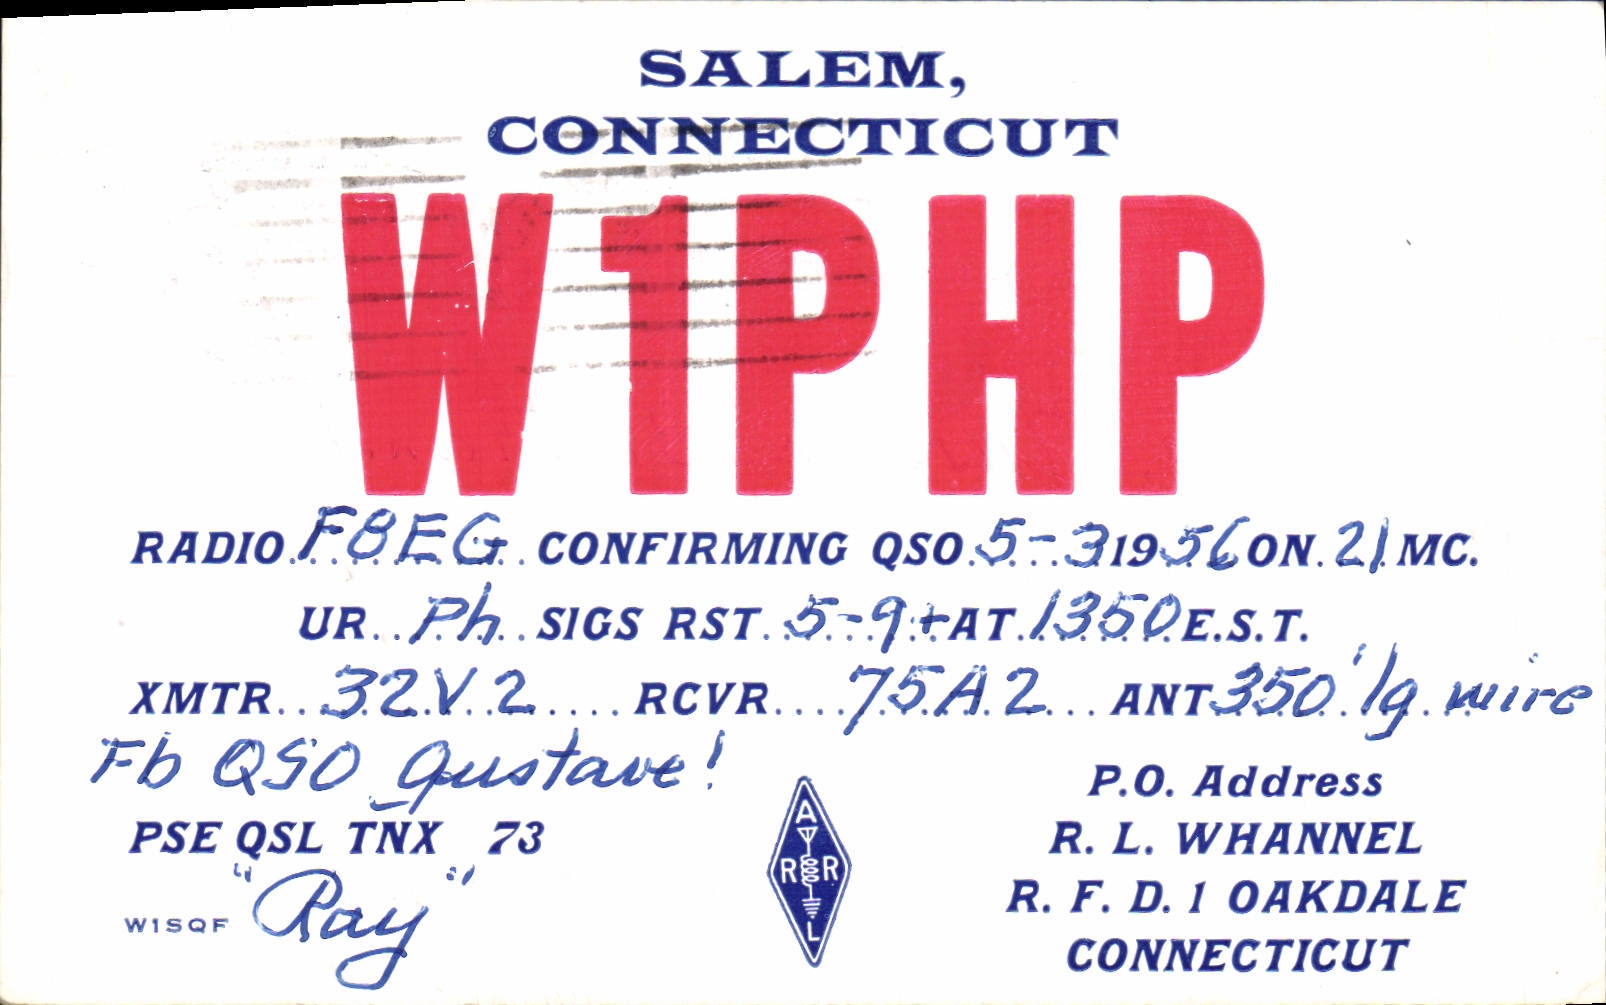 SALEM,
CONNECTICUT
W1PHP
RADIO F8EG CONFIRMING QSO 5-3 1956 ON 21 MC.
UR Ph SIGS RST 5-9+ AT 1350 E.S.T.
XMTR 32V2 RCVR 75A2 ANT 350' lg wire
Fb QSO Gustave!
PSE QSL TNX 73
"Ray"
W1SQF
A
R R
L
P.O. Address
R. L. WHANNEL
R. F. D. 1 OAKDALE
CONNECTICUT